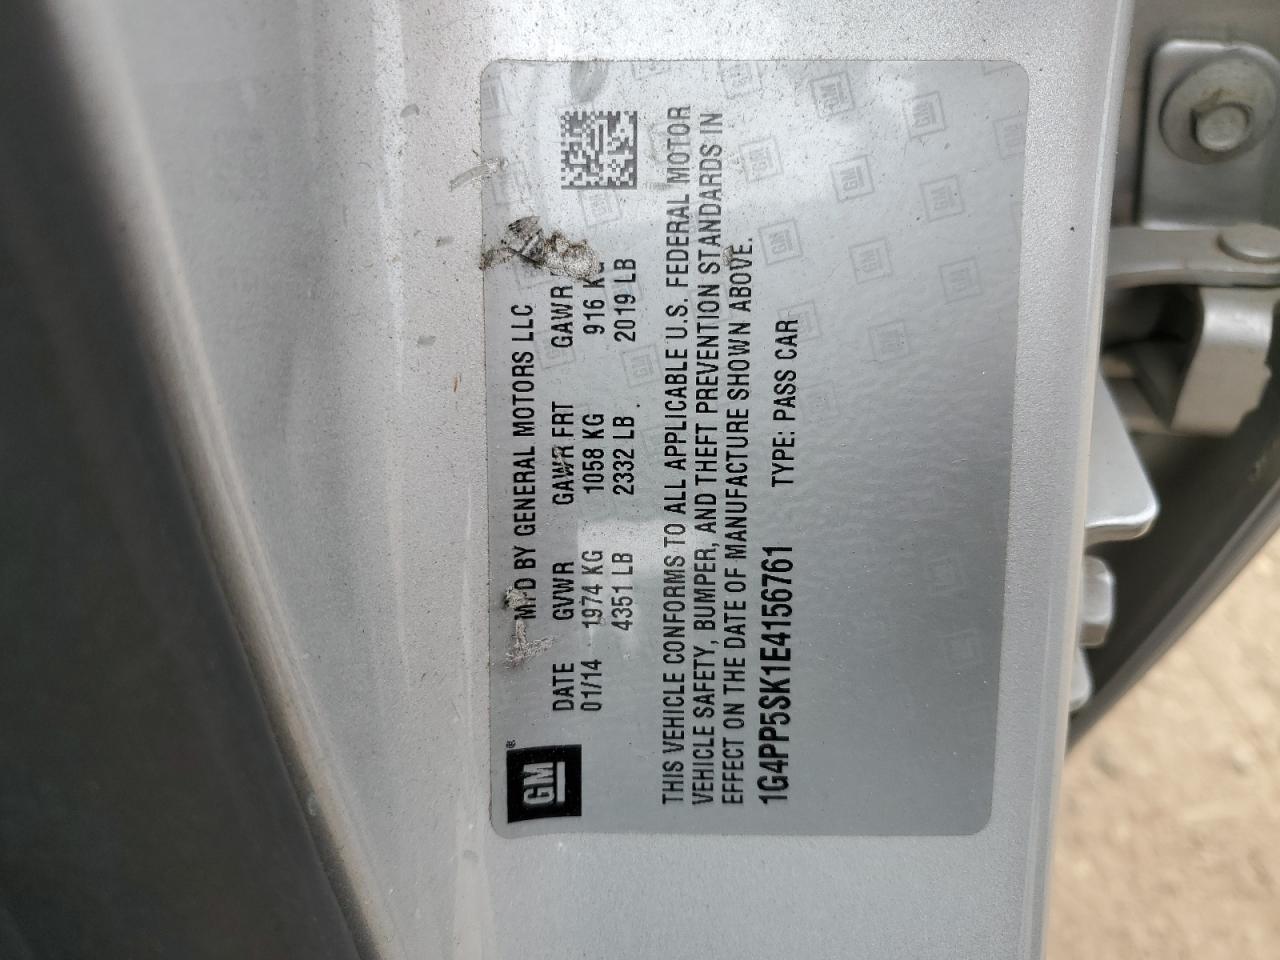 GM®
MFD BY GENERAL MOTORS LLC
DATE GVWR GAWR FRT GAWR
01/14 1974 KG 1058 KG 916 KG
4351 LB 2332 LB 2019 LB
THIS VEHICLE CONFORMS TO ALL APPLICABLE U.S. FEDERAL MOTOR
VEHICLE SAFETY, BUMPER, AND THEFT PREVENTION STANDARDS IN
EFFECT ON THE DATE OF MANUFACTURE SHOWN ABOVE.
1G4PP5SK1E4156761 TYPE: PASS CAR